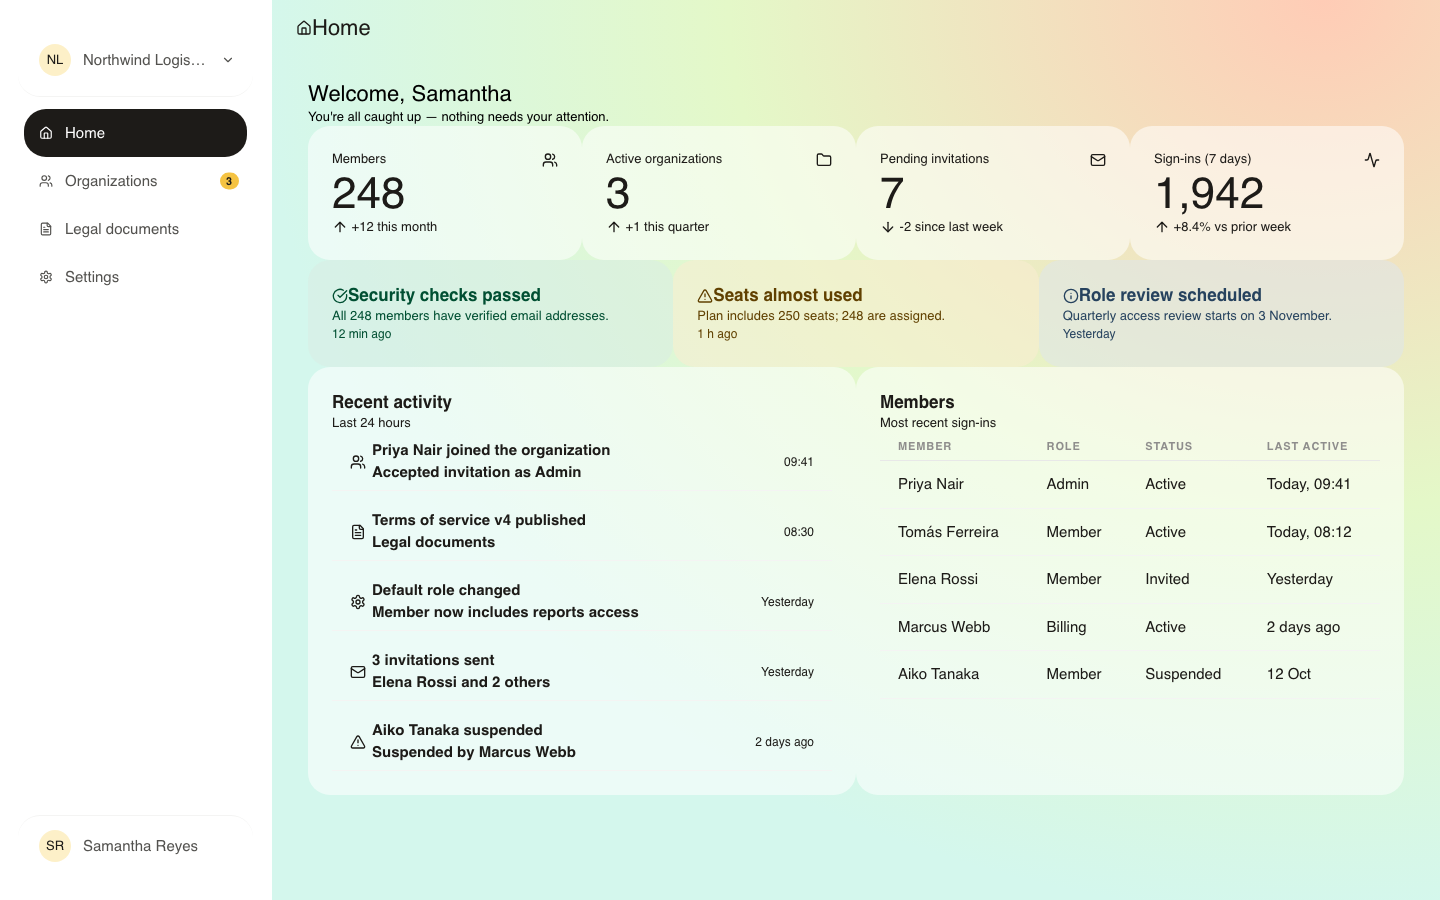 NL
Northwind Logis...
Home
Organizations
3
Legal documents
Settings
SR
Samantha Reyes
Home
Welcome, Samantha
You're all caught up — nothing needs your attention.
Members
248
+12 this month
Active organizations
3
+1 this quarter
Pending invitations
7
-2 since last week
Sign-ins (7 days)
1,942
+8.4% vs prior week
Security checks passed
All 248 members have verified email addresses.
12 min ago
Seats almost used
Plan includes 250 seats; 248 are assigned.
1 h ago
Role review scheduled
Quarterly access review starts on 3 November.
Yesterday
Recent activity
Last 24 hours
Priya Nair joined the organization
Accepted invitation as Admin
09:41
Terms of service v4 published
Legal documents
08:30
Default role changed
Member now includes reports access
Yesterday
3 invitations sent
Elena Rossi and 2 others
Yesterday
Aiko Tanaka suspended
Suspended by Marcus Webb
2 days ago
Members
Most recent sign-ins
MEMBER ROLE STATUS LAST ACTIVE
Priya Nair Admin Active Today, 09:41
Tomás Ferreira Member Active Today, 08:12
Elena Rossi Member Invited Yesterday
Marcus Webb Billing Active 2 days ago
Aiko Tanaka Member Suspended 12 Oct